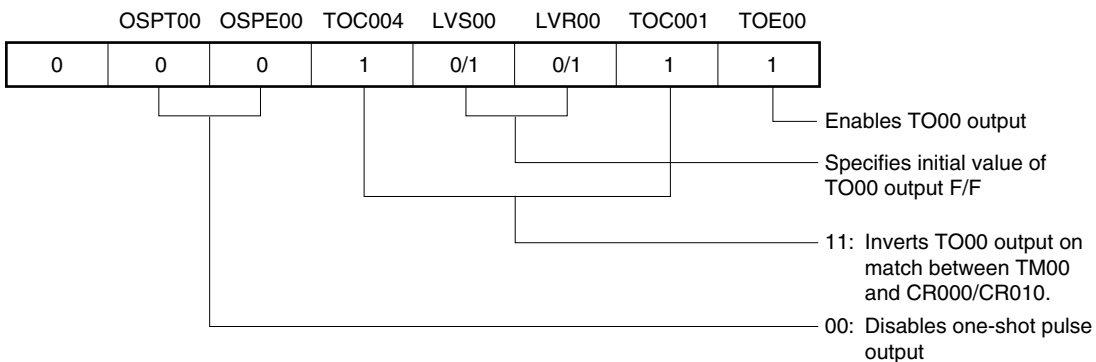 OSPT00 OSPE00 TOC004 LVS00 LVR00 TOC001 TOE00
0 0 0 1 0/1 0/1 1 1
Enables TO00 output
Specifies initial value of
TO00 output F/F
11: Inverts TO00 output on
match between TM00
and CR000/CR010.
00: Disables one-shot pulse
output